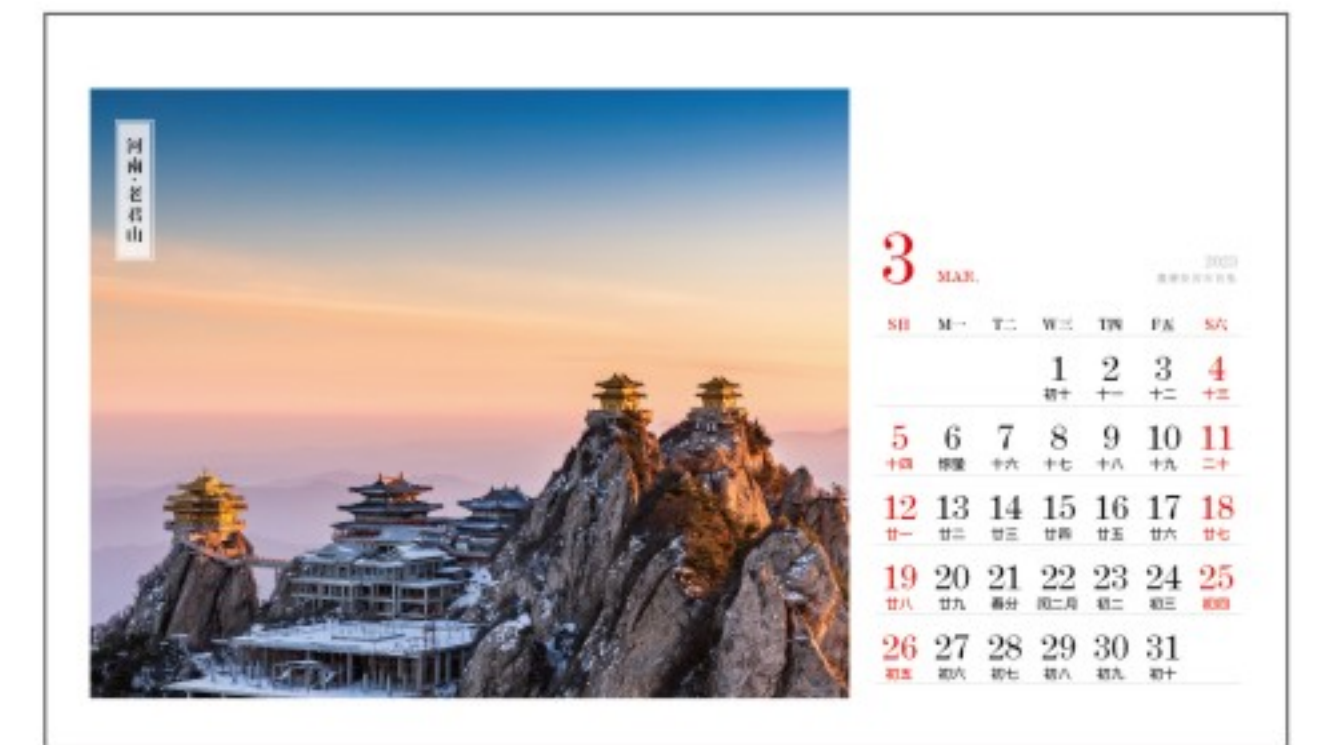 河南·老君山
3 MAR.
2023
S日 M一 T二 W三 T四 F五 S六
1 2 3 4
初十 十一 十二 十三
5 6 7 8 9 10 11
十四 惊蛰 十六 十七 十八 十九 二十
12 13 14 15 16 17 18
廿一 廿二 廿三 廿四 廿五 廿六 廿七
19 20 21 22 23 24 25
廿八 廿九 春分 闰二月 初二 初三 初四
26 27 28 29 30 31
初五 初六 初七 初八 初九 初十